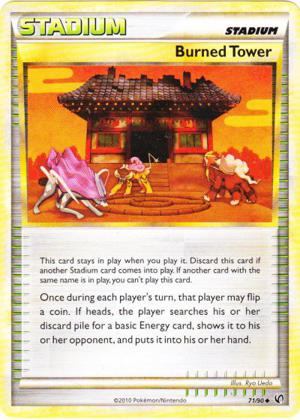 STADIUM
STADIUM
Burned Tower
This card stays in play when you play it. Discard this card if
another Stadium card comes into play. If another card with the
same name is in play, you can't play this card.
Once during each player's turn, that player may flip
a coin. If heads, the player searches his or her
discard pile for a basic Energy card, shows it to his
or her opponent, and puts it into his or her hand.
Illus. Ryo Ueda
©2010 Pokémon/Nintendo
71/90 ◆